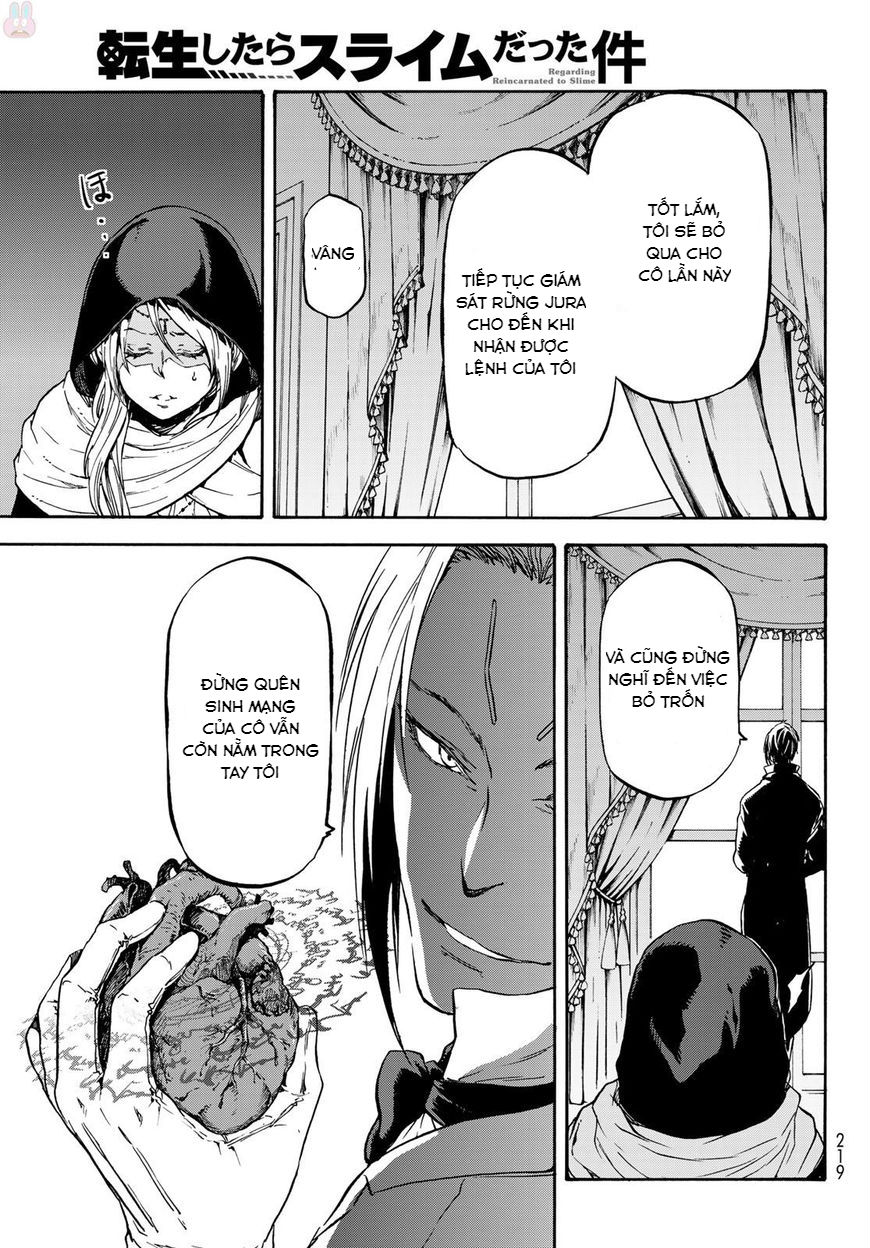 転生したらスライムだった件
Regarding
Reincarnated to Slime
TỐT LẮM,
TÔI SẼ BỎ
QUA CHO
CÔ LẦN NÀY
TIẾP TỤC GIÁM
SÁT RỪNG JURA
CHO ĐẾN KHI
NHẬN ĐƯỢC
LỆNH CỦA TÔI
VÂNG
ほ…
VÀ CŨNG ĐỪNG
NGHĨ ĐẾN VIỆC
BỎ TRỐN
ĐỪNG QUÊN
SINH MẠNG
CỦA CÔ VẪN
CÒN NẰM TRONG
TAY TÔI
219